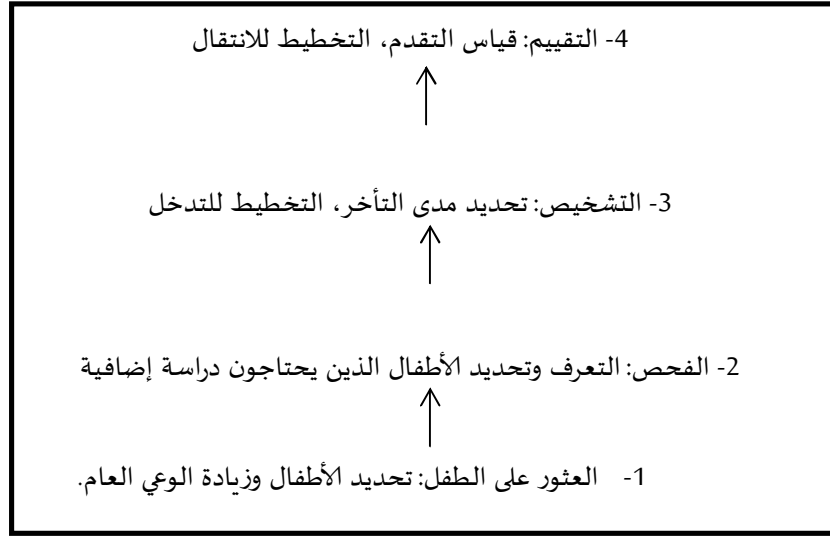 4- التقييم: قياس التقدم، التخطيط للانتقال
3- التشخيص: تحديد مدى التأخر، التخطيط للتدخل
2- الفحص: التعرف وتحديد الأطفال الذين يحتاجون دراسة إضافية
1- العثور على الطفل: تحديد الأطفال وزيادة الوعي العام.